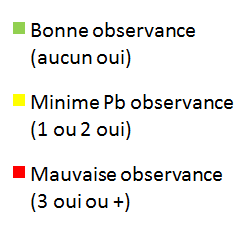 Bonne observance
(aucun oui)
Minime Pb observance
(1 ou 2 oui)
Mauvaise observance
(3 oui ou +)